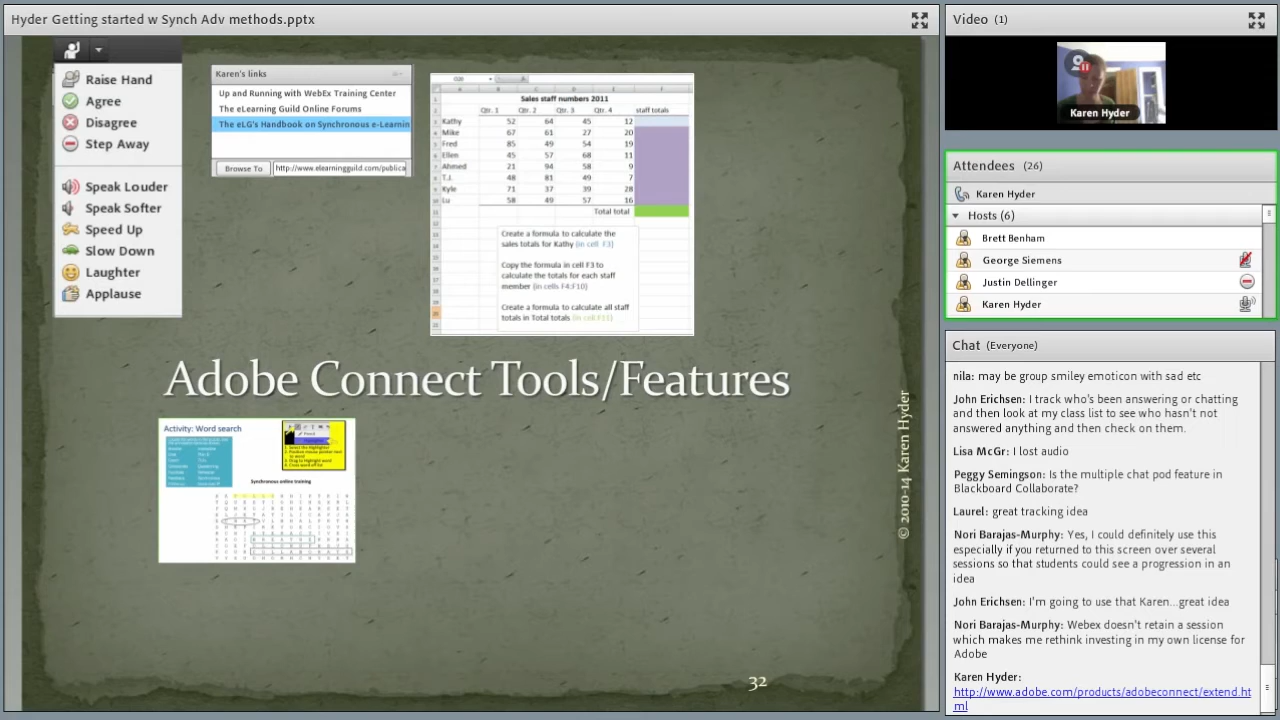 Hyder Getting started w Synch Adv methods.pptx
Raise Hand
Agree
Disagree
Step Away
Speak Louder
Speak Softer
Speed Up
Slow Down
Laughter
Applause
Karen's links
Up and Running with WebEx Training Center
The eLearning Guild Online Forums
The eLG's Handbook on Synchronous e-Learnin
Browse To http://www.elearningguild.com/publica
Sales staff numbers 2011
Qtr. 1 Qtr. 2 Qtr. 3 Qtr. 4 staff totals
Kathy 52 64 45 12
Mike 67 61 27 20
Fred 85 49 54 19
Ellen 45 57 68 11
Ahmed 21 94 58 9
T.J. 48 81 49 7
Kyle 71 37 39 28
Lu 58 49 57 16
Total total
Create a formula to calculate the
sales totals for Kathy (in cell F3)
Copy the formula in cell F3 to
calculate the totals for each staff
member (in cells F4:F10)
Create a formula to calculate all staff
totals in Total totals (in cell F11)
Adobe Connect Tools/Features
Activity: Word search
Synchronous online training
© 2010-14 Karen Hyder
32
Video (1)
Karen Hyder
Attendees (26)
Karen Hyder
Hosts (6)
Brett Benham
George Siemens
Justin Dellinger
Karen Hyder
Chat (Everyone)
nila: may be group smiley emoticon with sad etc
John Erichsen: I track who's been answering or chatting
and then look at my class list to see who hasn't not
answered anything and then check on them.
Lisa McGr: I lost audio
Peggy Semingson: Is the multiple chat pod feature in
Blackboard Collaborate?
Laurel: great tracking idea
Nori Barajas-Murphy: Yes, I could definitely use this
especially if you returned to this screen over several
sessions so that students could see a progression in an
idea
John Erichsen: I'm going to use that Karen...great idea
Nori Barajas-Murphy: Webex doesn't retain a session
which makes me rethink investing in my own license for
Adobe
Karen Hyder:
http://www.adobe.com/products/adobeconnect/extend.ht
ml